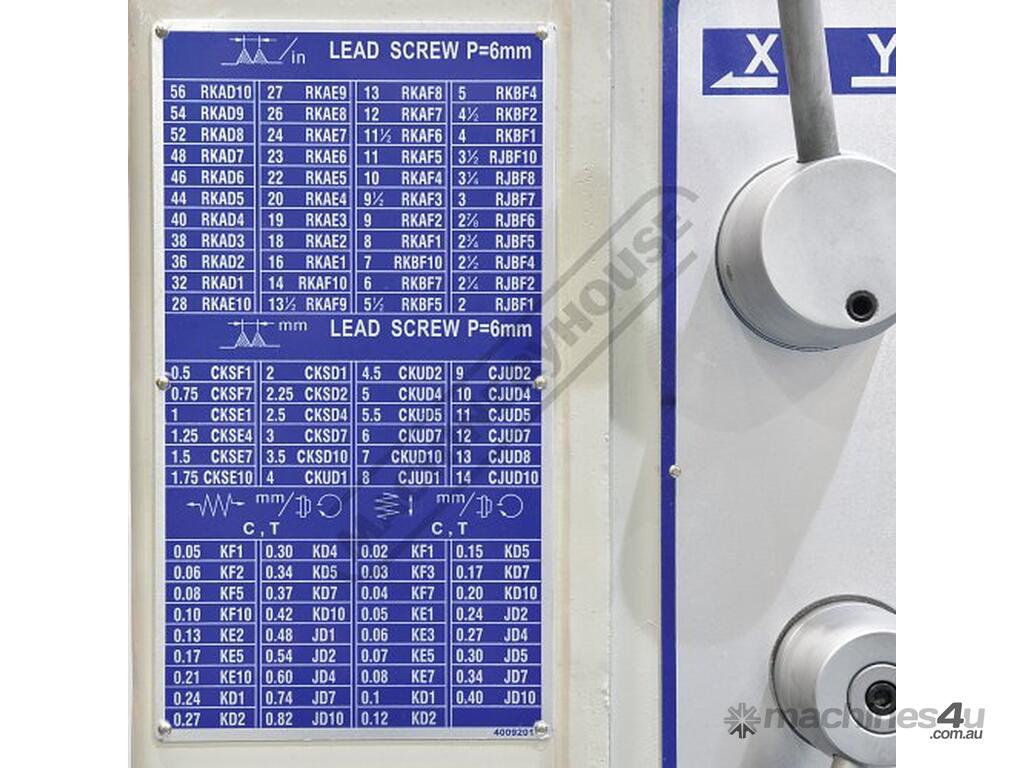 /in LEAD SCREW P=6mm
56 RKAD10 27 RKAE9 13 RKAF8 5 RKBF4
54 RKAD9 26 RKAE8 12 RKAF7 4½ RKBF2
52 RKAD8 24 RKAE7 11½ RKAF6 4 RKBF1
48 RKAD7 23 RKAE6 11 RKAF5 3½ RJBF10
46 RKAD6 22 RKAE5 10 RKAF4 3¼ RJBF8
44 RKAD5 20 RKAE4 9½ RKAF3 3 RJBF7
40 RKAD4 19 RKAE3 9 RKAF2 2⅞ RJBF6
38 RKAD3 18 RKAE2 8 RKAF1 2¾ RJBF5
36 RKAD2 16 RKAE1 7 RKBF10 2½ RJBF4
32 RKAD1 14 RKAF10 6 RKBF7 2¼ RJBF2
28 RKAE10 13½ RKAF9 5½ RKBF5 2 RJBF1
mm LEAD SCREW P=6mm
0.5 CKSF1 2 CKSD1 4.5 CKUD2 9 CJUD2
0.75 CKSF7 2.25 CKSD2 5 CKUD4 10 CJUD4
1 CKSE1 2.5 CKSD4 5.5 CKUD5 11 CJUD5
1.25 CKSE4 3 CKSD7 6 CKUD7 12 CJUD7
1.5 CKSE7 3.5 CKSD10 7 CKUD10 13 CJUD8
1.75 CKSE10 4 CKUD1 8 CJUD1 14 CJUD10
mm/ mm/
C , T C , T
0.05 KF1 0.30 KD4 0.02 KF1 0.15 KD5
0.06 KF2 0.34 KD5 0.03 KF3 0.17 KD7
0.08 KF5 0.37 KD7 0.04 KF7 0.20 KD10
0.10 KF10 0.42 KD10 0.05 KE1 0.24 JD2
0.13 KE2 0.48 JD1 0.06 KE3 0.27 JD4
0.17 KE5 0.54 JD2 0.07 KE5 0.30 JD5
0.21 KE10 0.60 JD4 0.08 KE7 0.34 JD7
0.24 KD1 0.74 JD7 0.1 KD1 0.40 JD10
0.27 KD2 0.82 JD10 0.12 KD2
4009201
X Y
MACHINERYHOUSE
machines4u
.com.au